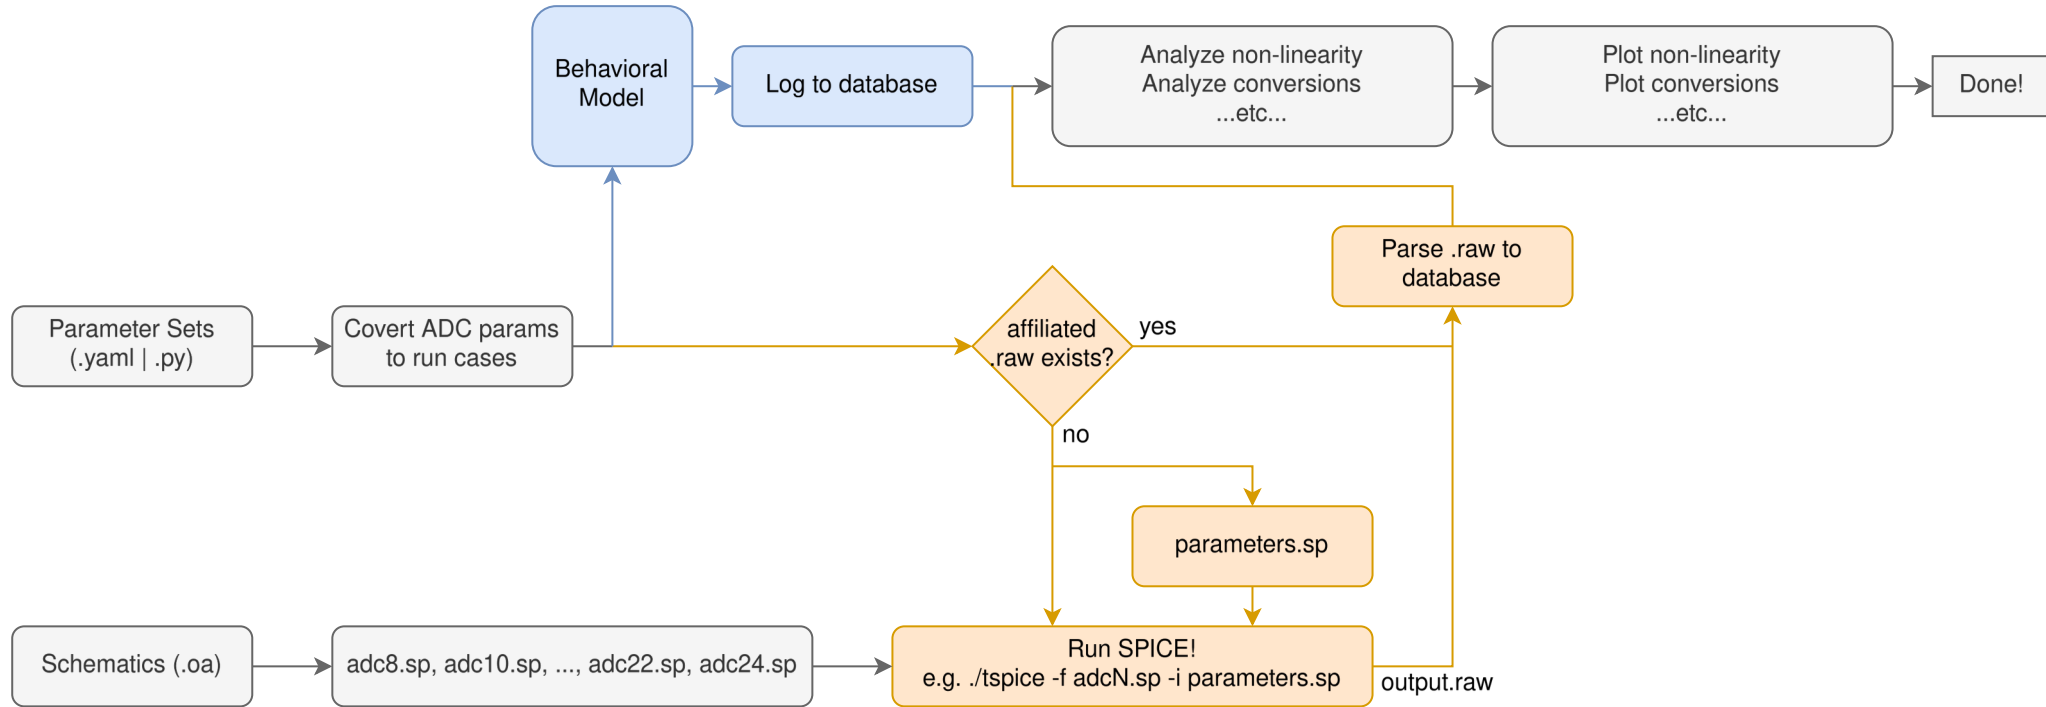 Behavioral
Model
Log to database
Analyze non-linearity
Analyze conversions
...etc...
Plot non-linearity
Plot conversions
...etc...
Done!
Parse .raw to
database
Parameter Sets
(.yaml | .py)
Covert ADC params
to run cases
affiliated
.raw exists?
yes
no
parameters.sp
Schematics (.oa)
adc8.sp, adc10.sp, ..., adc22.sp, adc24.sp
Run SPICE!
e.g. ./tspice -f adcN.sp -i parameters.sp
output.raw